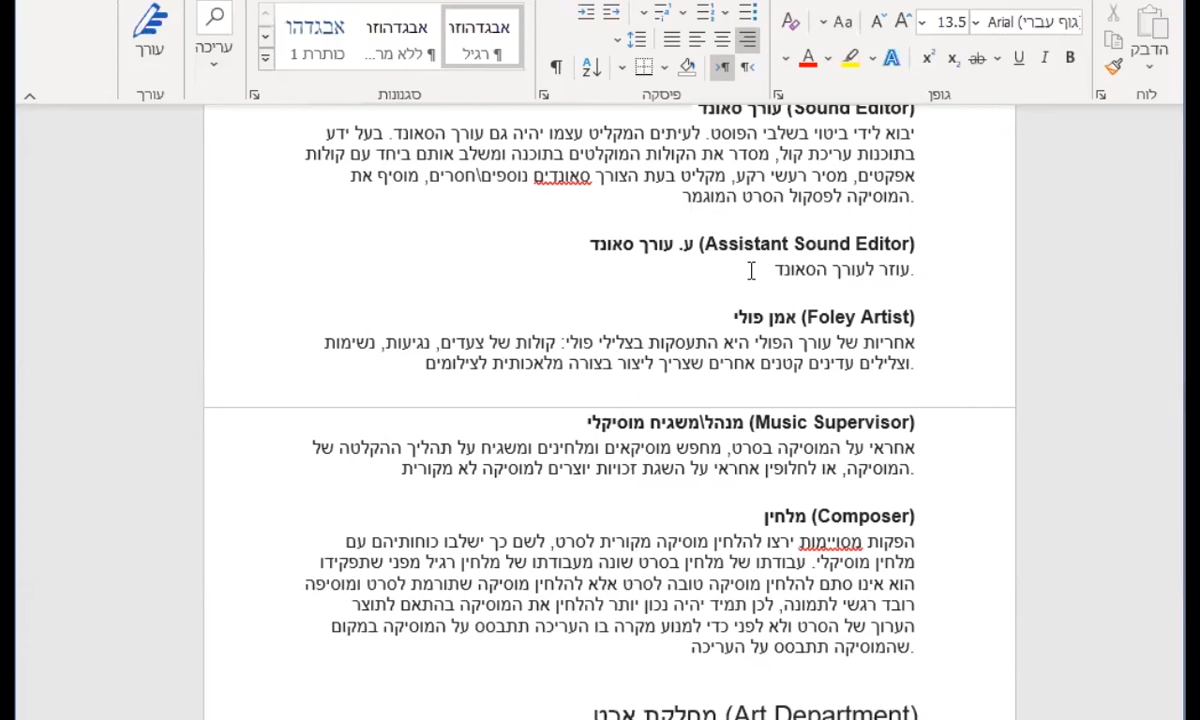 הדבק
לוח
Arial (גוף עברי)
13.5
Aa
B
I
U
ab
x₂
x²
A
A
גופן
פיסקה
אבגדהוזו
¶ רגיל
אבגדהוזו
¶ ללא מר...
אבגדהו
כותרת 1
סגנונות
עריכה
עורך
עורך
עורך סאונד (Sound Editor)
יבוא לידי ביטוי בשלבי הפוסט. לעיתים המקליט עצמו יהיה גם עורך הסאונד. בעל ידע
בתוכנות עריכת קול, מסדר את הקולות המוקלטים בתוכנה ומשלב אותם ביחד עם קולות
אפקטים, מסיר רעשי רקע, מקליט בעת הצורך סאונדים נוספים\חסרים, מוסיף את
המוסיקה לפסקול הסרט המוגמר.
ע. עורך סאונד (Assistant Sound Editor)
עוזר לעורך הסאונד.
אמן פולי (Foley Artist)
אחריות של עורך הפולי היא התעסקות בצלילי פולי: קולות של צעדים, נגיעות, נשימות
וצלילים עדינים קטנים אחרים שצריך ליצור בצורה מלאכותית לצילומים.
מנהל\משגיח מוסיקלי (Music Supervisor)
אחראי על המוסיקה בסרט, מחפש מוסיקאים ומלחינים ומשגיח על תהליך ההקלטה של
המוסיקה, או לחלופין אחראי על השגת זכויות יוצרים למוסיקה לא מקורית.
מלחין (Composer)
הפקות מסויימות ירצו להלחין מוסיקה מקורית לסרט, לשם כך ישלבו כוחותיהם עם
מלחין מוסיקלי. עבודתו של מלחין בסרט שונה מעבודתו של מלחין רגיל מפני שתפקידו
הוא אינו סתם להלחין מוסיקה טובה לסרט אלא להלחין מוסיקה שתורמת לסרט ומוסיפה
רובד רגשי לתמונה, לכן תמיד יהיה נכון יותר להלחין את המוסיקה בהתאם לתוצר
הערוך של הסרט ולא לפני כדי למנוע מקרה בו העריכה תתבסס על המוסיקה במקום
שהמוסיקה תתבסס על העריכה.
מחלקת ארט (Art Department)